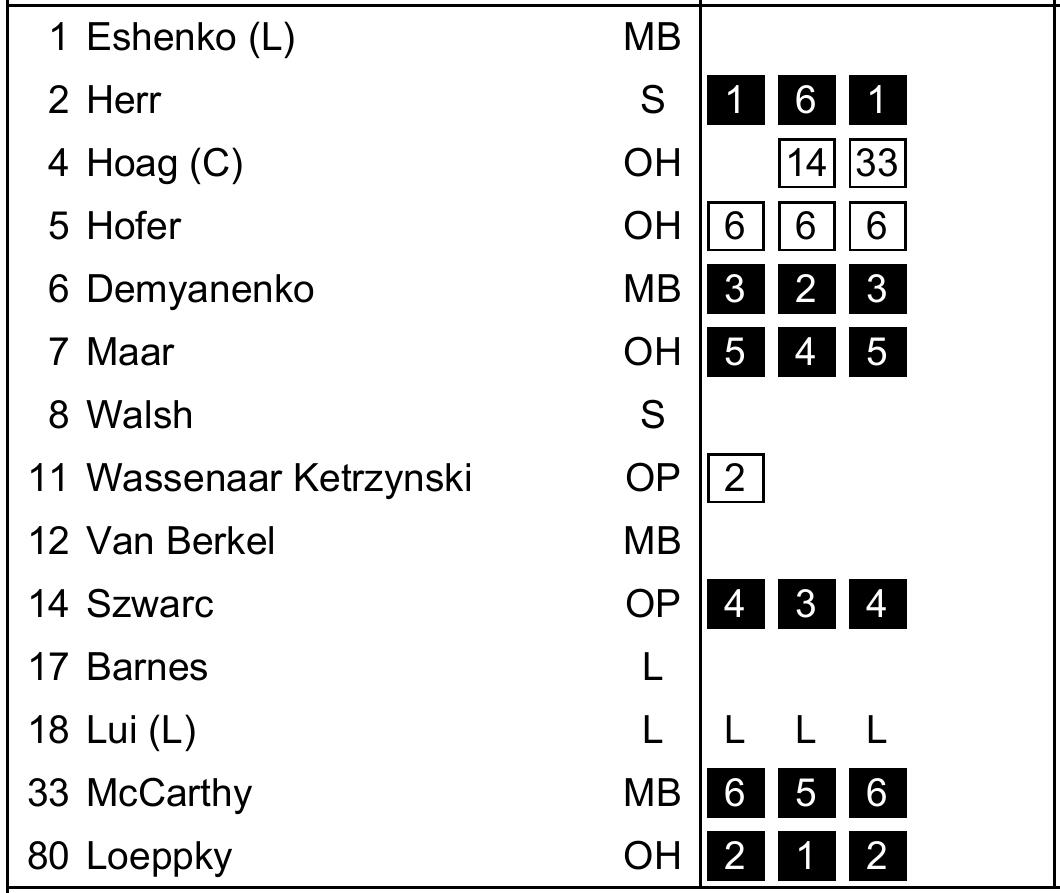 1 Eshenko (L) MB
2 Herr S 1 6 1
4 Hoag (C) OH 14 33
5 Hofer OH 6 6 6
6 Demyanenko MB 3 2 3
7 Maar OH 5 4 5
8 Walsh S
11 Wassenaar Ketrzynski OP 2
12 Van Berkel MB
14 Szwarc OP 4 3 4
17 Barnes L
18 Lui (L) L L L L
33 McCarthy MB 6 5 6
80 Loeppky OH 2 1 2